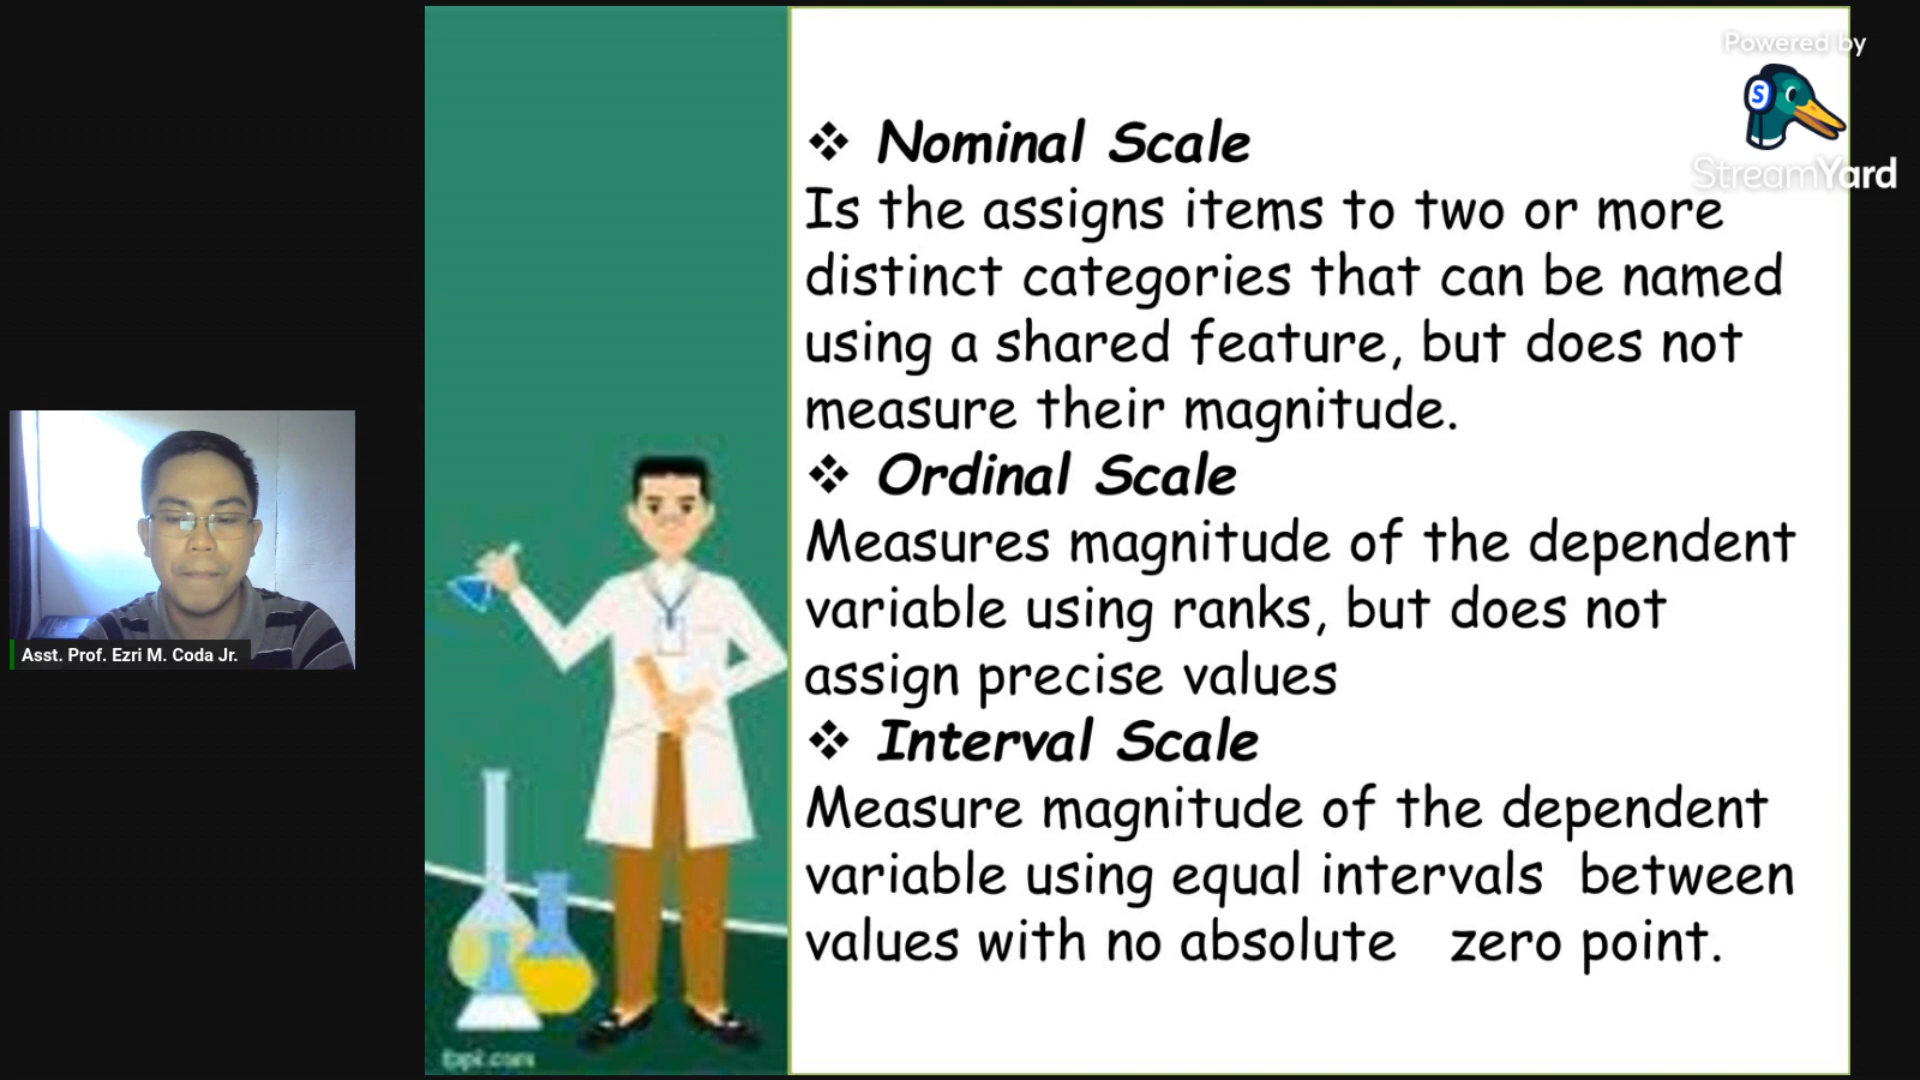 Powered by
StreamYard
❖ Nominal Scale
Is the assigns items to two or more
distinct categories that can be named
using a shared feature, but does not
measure their magnitude.
❖ Ordinal Scale
Measures magnitude of the dependent
variable using ranks, but does not
assign precise values
❖ Interval Scale
Measure magnitude of the dependent
variable using equal intervals between
values with no absolute zero point.
Asst. Prof. Ezri M. Coda Jr.